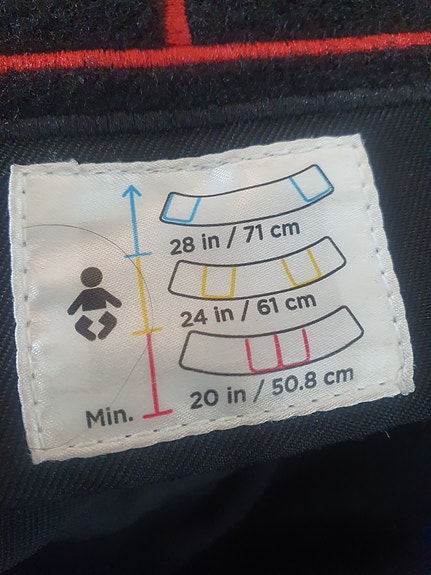 28 in / 71 cm
24 in / 61 cm
20 in / 50.8 cm
Min.